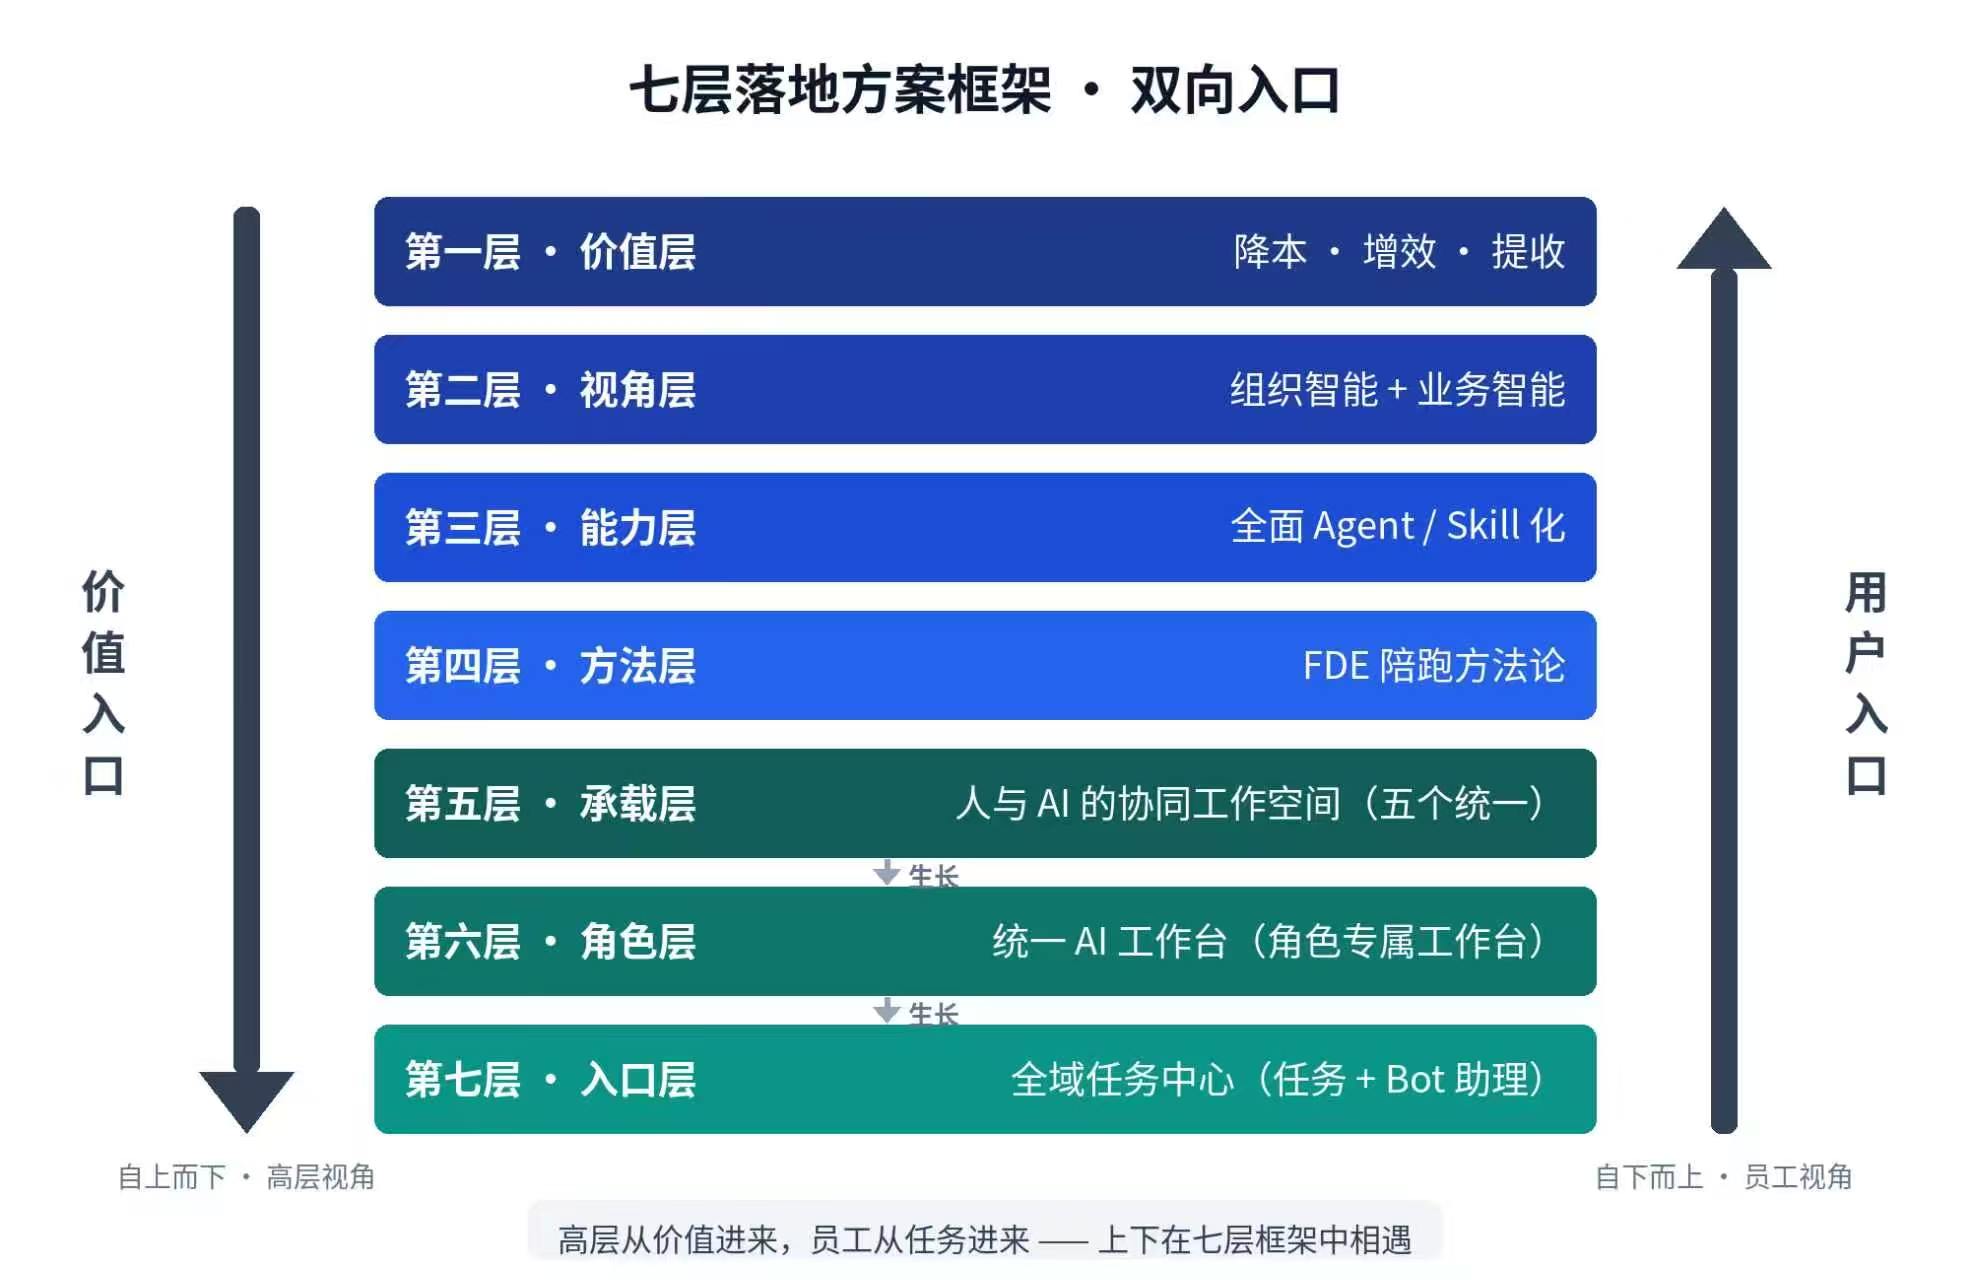 七层落地方案框架 · 双向入口
第一层 · 价值层
降本 · 增效 · 提收
第二层 · 视角层
组织智能 + 业务智能
第三层 · 能力层
全面 Agent / Skill 化
第四层 · 方法层
FDE 陪跑方法论
第五层 · 承载层
人与 AI 的协同工作空间（五个统一）
生长
第六层 · 角色层
统一 AI 工作台（角色专属工作台）
生长
第七层 · 入口层
全域任务中心（任务 + Bot 助理）
价值入口
用户入口
自上而下 · 高层视角
自下而上 · 员工视角
高层从价值进来，员工从任务进来 —— 上下在七层框架中相遇